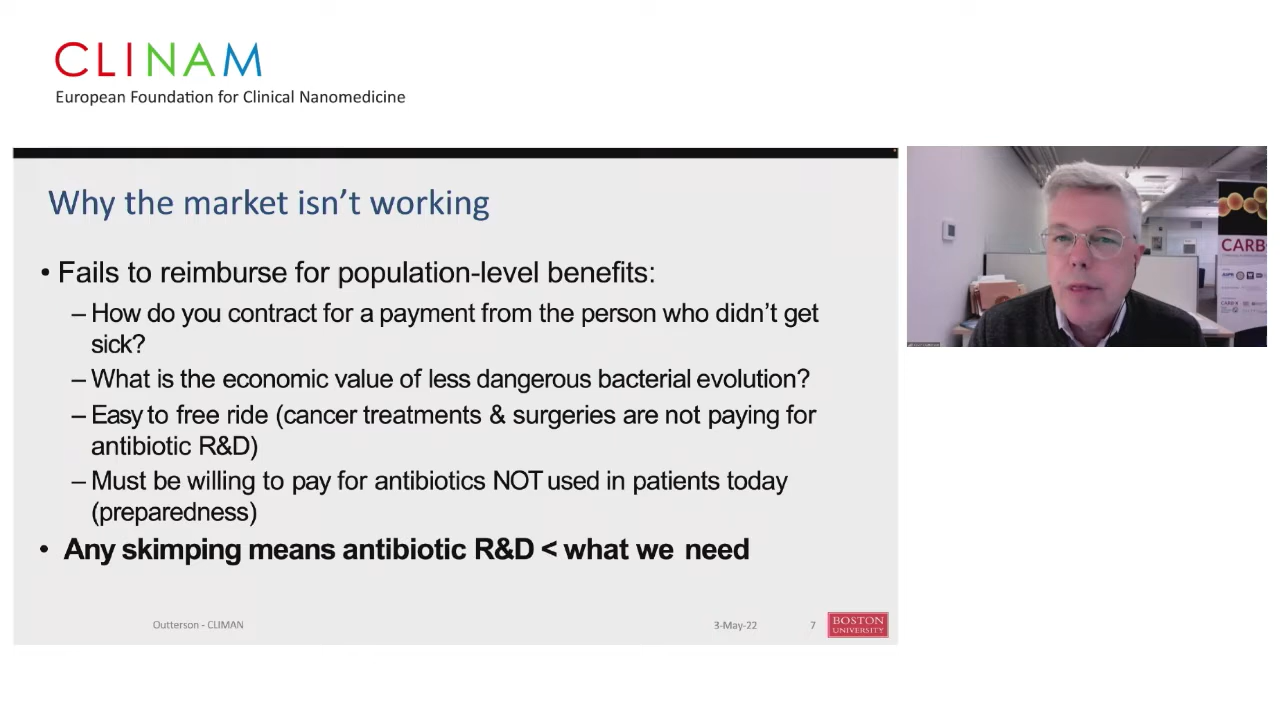 CLINAM
European Foundation for Clinical Nanomedicine
Why the market isn't working
• Fails to reimburse for population-level benefits:
– How do you contract for a payment from the person who didn't get
sick?
– What is the economic value of less dangerous bacterial evolution?
– Easy to free ride (cancer treatments & surgeries are not paying for
antibiotic R&D)
– Must be willing to pay for antibiotics NOT used in patients today
(preparedness)
• Any skimping means antibiotic R&D < what we need
Outterson - CLIMAN
3-May-22
7
BOSTON
UNIVERSITY
CARB